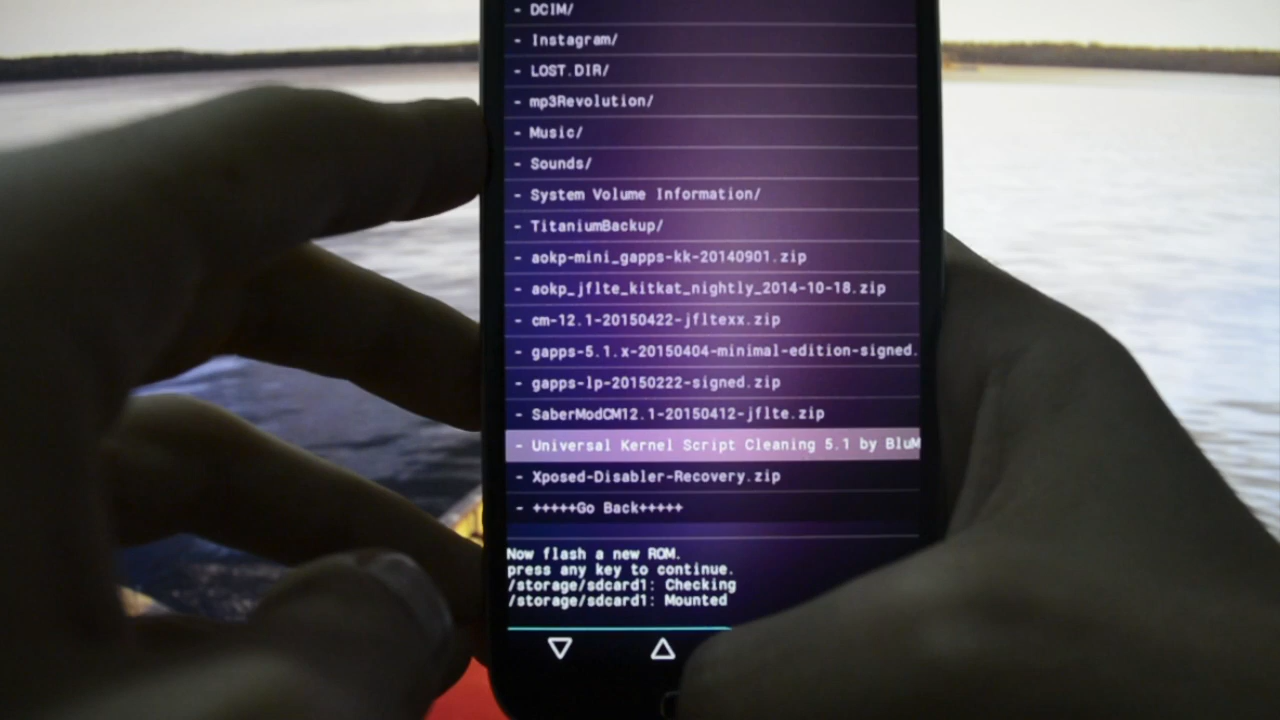 - DCIM/
- Instagram/
- LOST.DIR/
- mp3Revolution/
- Music/
- Sounds/
- System Volume Information/
- TitaniumBackup/
- aokp-mini_gapps-kk-20140901.zip
- aokp_jflte_kitkat_nightly_2014-10-18.zip
- cm-12.1-20150422-jfltexx.zip
- gapps-5.1.x-20150404-minimal-edition-signed.
- gapps-lp-20150222-signed.zip
- SaberModCM12.1-20150412-jflte.zip
- Universal Kernel Script Cleaning 5.1 by BluM
- Xposed-Disabler-Recovery.zip
- +++++Go Back+++++
Now flash a new ROM.
press any key to continue.
/storage/sdcard1: Checking
/storage/sdcard1: Mounted